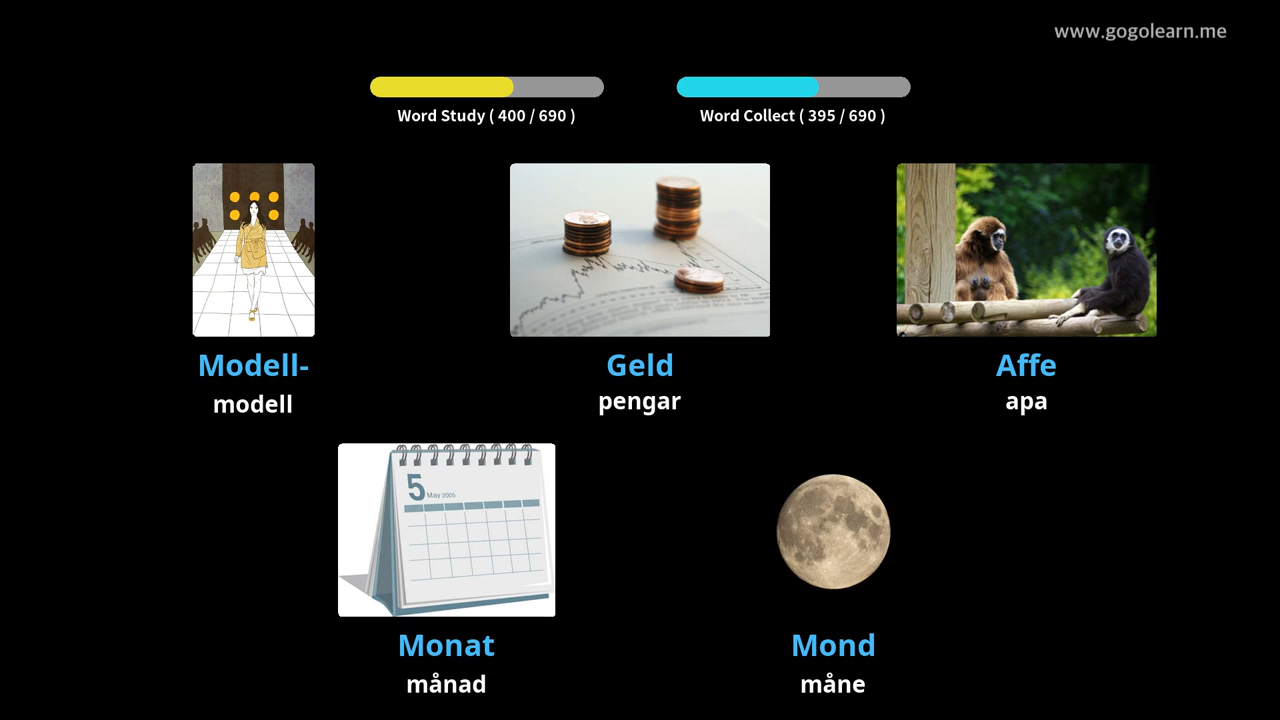 www.gogolearn.me
Word Study ( 400 / 690 )
Word Collect ( 395 / 690 )
Modell-
modell
Geld
pengar
Affe
apa
5 May 2005
Monat
månad
Mond
måne